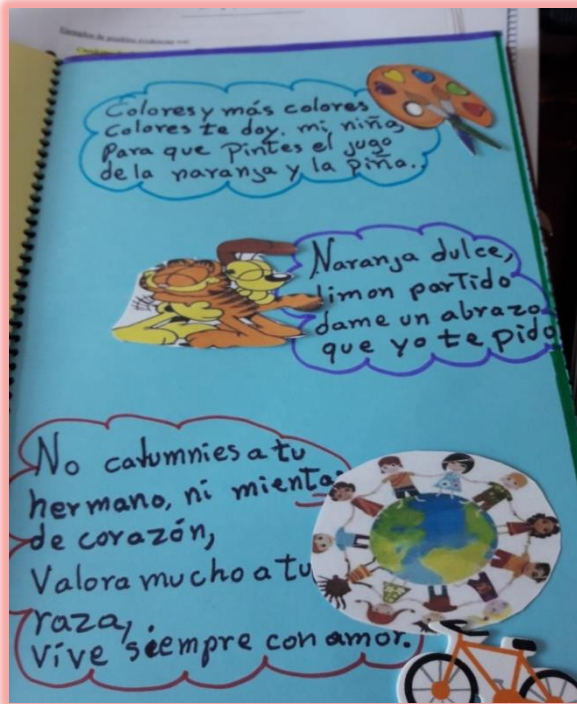 Colores y más colores
Colores te doy. mi niña,
Para que Pintes el jugo
de la naranja y la piña.
Naranja dulce,
limon parTido
dame un abrazo
que yo te pido
No calumnies a tu
hermano, ni mientas
de corazón,
Valora mucho a tu
raza,
Vive siempre con amor.